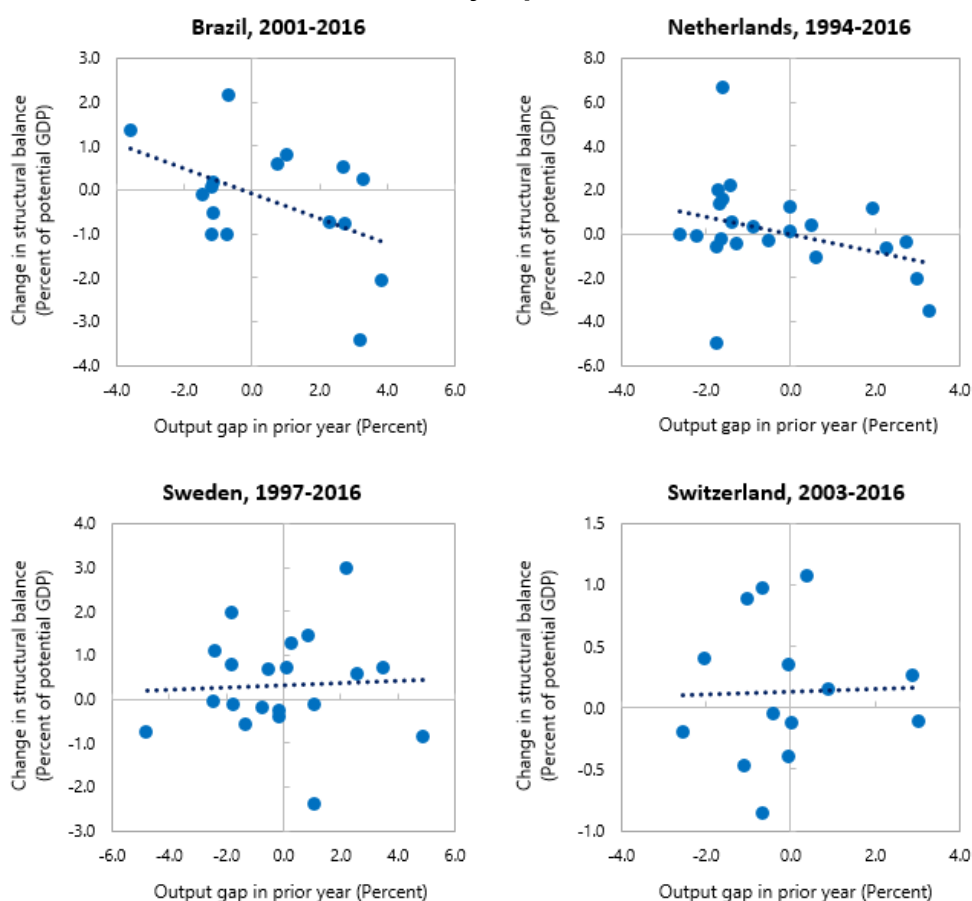 Brazil, 2001-2016
Change in structural balance
(Percent of potential GDP)
3.0
2.0
1.0
0.0
-1.0
-2.0
-3.0
-4.0
-4.0 -2.0 0.0 2.0 4.0 6.0
Output gap in prior year (Percent)
Netherlands, 1994-2016
Change in structural balance
(Percent of potential GDP)
8.0
6.0
4.0
2.0
0.0
-2.0
-4.0
-6.0
-4.0 -2.0 0.0 2.0 4.0
Output gap in prior year (Percent)
Sweden, 1997-2016
Change in structural balance
(Percent of potential GDP)
4.0
3.0
2.0
1.0
0.0
-1.0
-2.0
-3.0
-6.0 -4.0 -2.0 0.0 2.0 4.0 6.0
Output gap in prior year (Percent)
Switzerland, 2003-2016
Change in structural balance
(Percent of potential GDP)
1.5
1.0
0.5
0.0
-0.5
-1.0
-4.0 -2.0 0.0 2.0 4.0
Output gap in prior year (Percent)